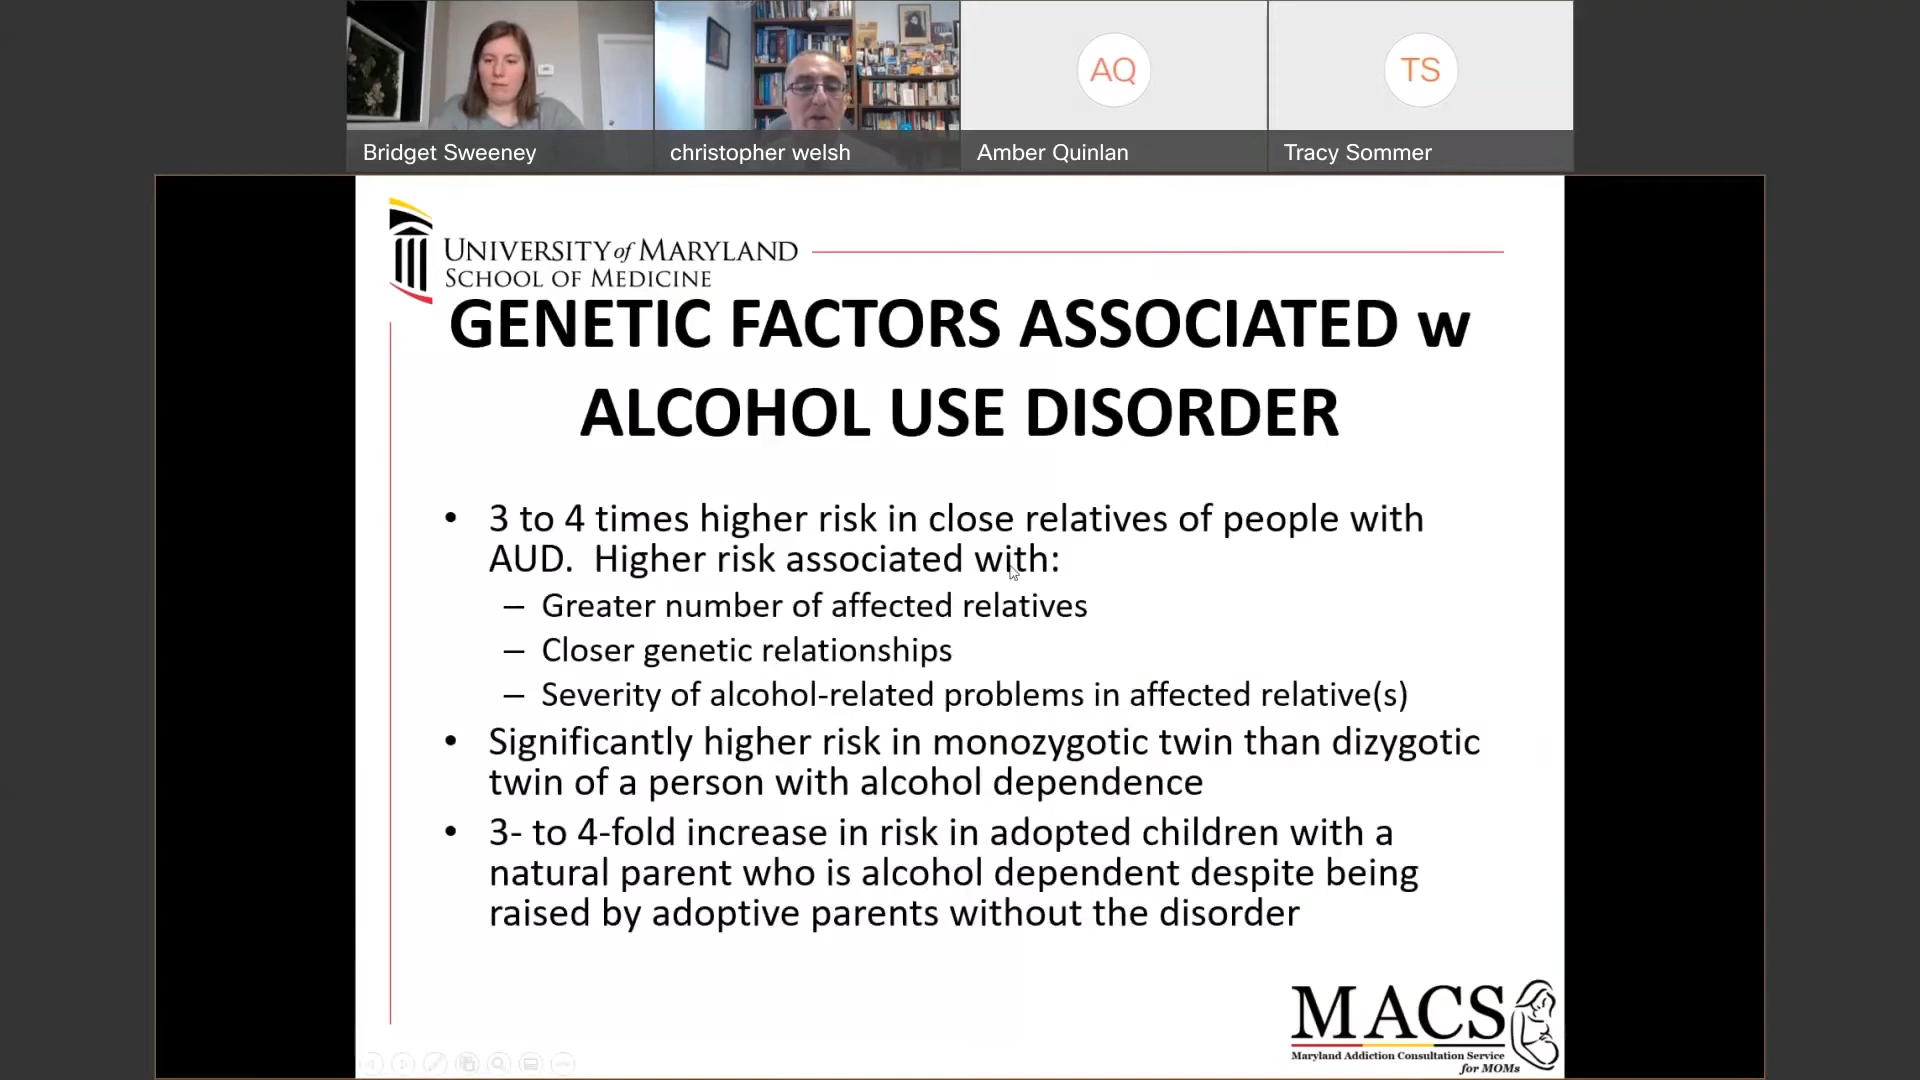 AQ
TS
Bridget Sweeney
christopher welsh
Amber Quinlan
Tracy Sommer
UNIVERSITY of MARYLAND
SCHOOL OF MEDICINE
GENETIC FACTORS ASSOCIATED w
ALCOHOL USE DISORDER
• 3 to 4 times higher risk in close relatives of people with
AUD. Higher risk associated with:
– Greater number of affected relatives
– Closer genetic relationships
– Severity of alcohol-related problems in affected relative(s)
• Significantly higher risk in monozygotic twin than dizygotic
twin of a person with alcohol dependence
• 3- to 4-fold increase in risk in adopted children with a
natural parent who is alcohol dependent despite being
raised by adoptive parents without the disorder
MACS
Maryland Addiction Consultation Service
for MOMs